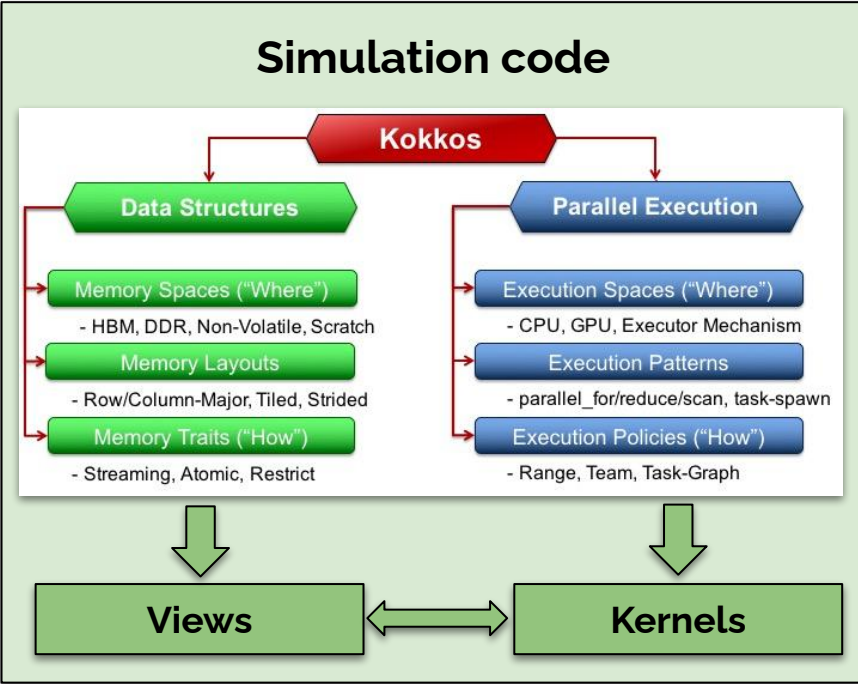 Simulation code
Kokkos
Data Structures
Memory Spaces (“Where”)
- HBM, DDR, Non-Volatile, Scratch
Memory Layouts
- Row/Column-Major, Tiled, Strided
Memory Traits (“How”)
- Streaming, Atomic, Restrict
Parallel Execution
Execution Spaces (“Where”)
- CPU, GPU, Executor Mechanism
Execution Patterns
- parallel_for/reduce/scan, task-spawn
Execution Policies (“How”)
- Range, Team, Task-Graph
Views
Kernels